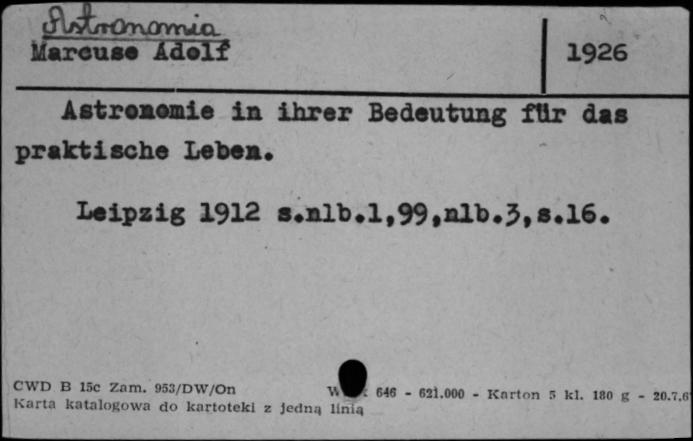 Astronomia
Marcuse Adolf 1926
Astronomie in ihrer Bedeutung für das
praktische Leben.
Leipzig 1912 s.nlb.1,99,nlb.3,s.16.
CWD B 15c Zam. 953/DW/On 646 - 621.000 - Karton 5 kl. 180 g - 20.7.6
Karta katalogowa do kartoteki z jedną linią